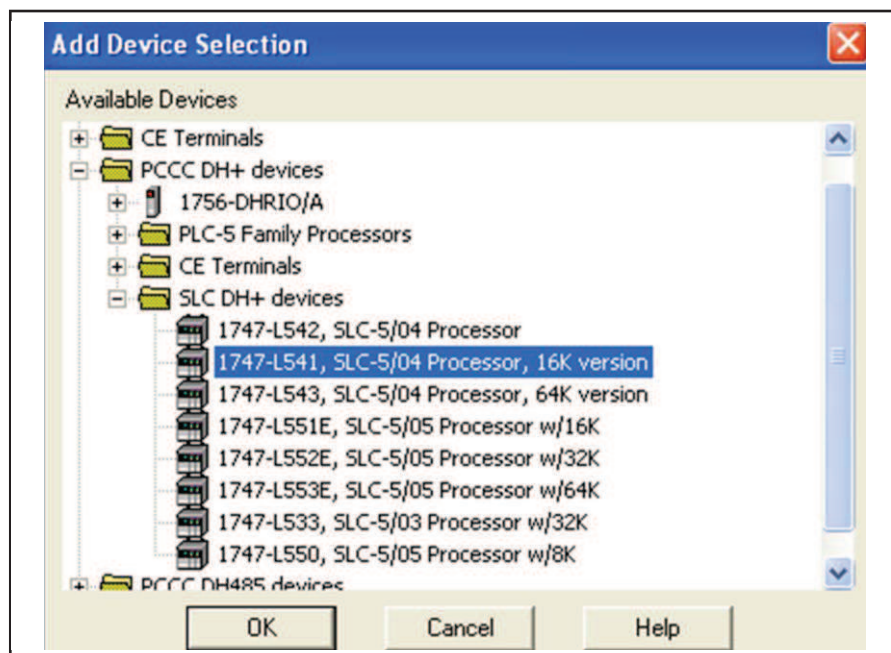 Add Device Selection
Available Devices
CE Terminals
PCCC DH+ devices
1756-DHRIO/A
PLC-5 Family Processors
CE Terminals
SLC DH+ devices
1747-L542, SLC-5/04 Processor
1747-L541, SLC-5/04 Processor, 16K version
1747-L543, SLC-5/04 Processor, 64K version
1747-L551E, SLC-5/05 Processor w/16K
1747-L552E, SLC-5/05 Processor w/32K
1747-L553E, SLC-5/05 Processor w/64K
1747-L533, SLC-5/03 Processor w/32K
1747-L550, SLC-5/05 Processor w/8K
PCCC DH485 devices
OK Cancel Help